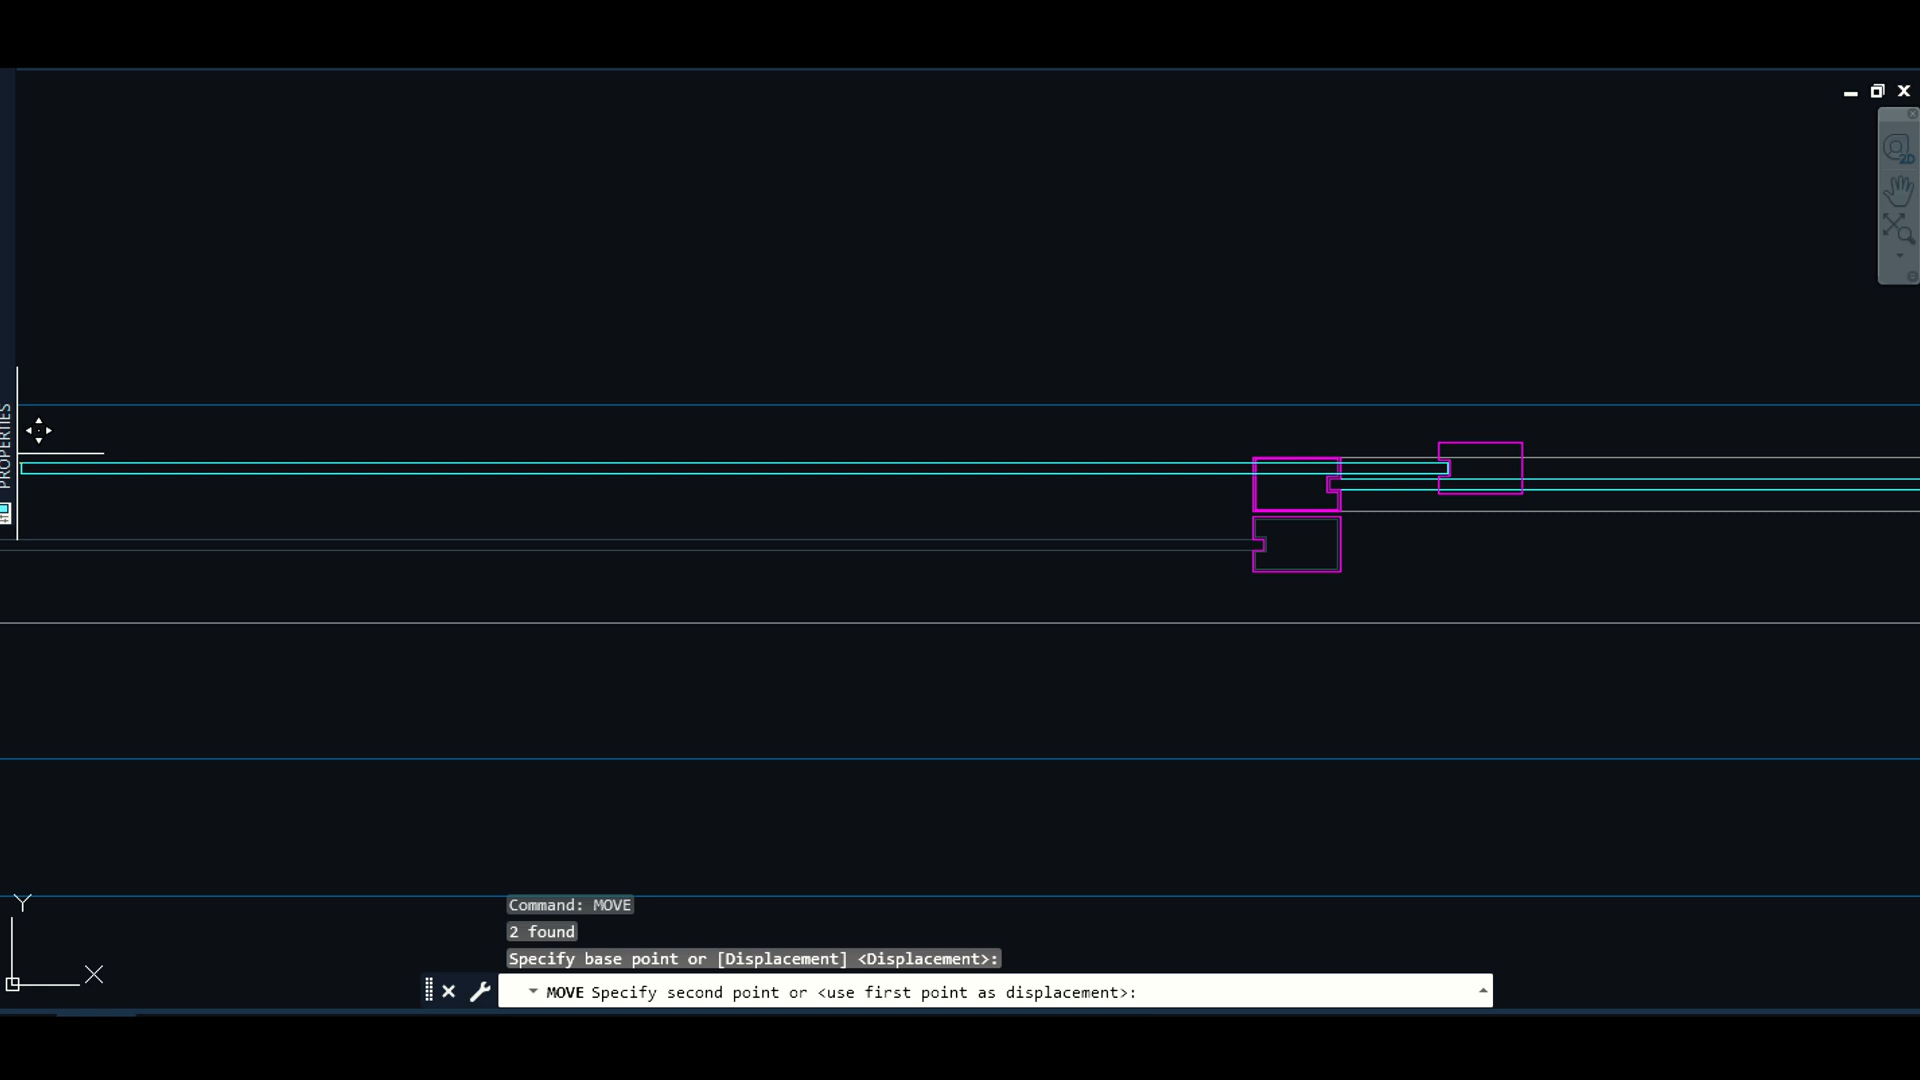 2D
PROPERTIES
Y
X
Command: MOVE
2 found
Specify base point or [Displacement] <Displacement>:
MOVE Specify second point or <use first point as displacement>: